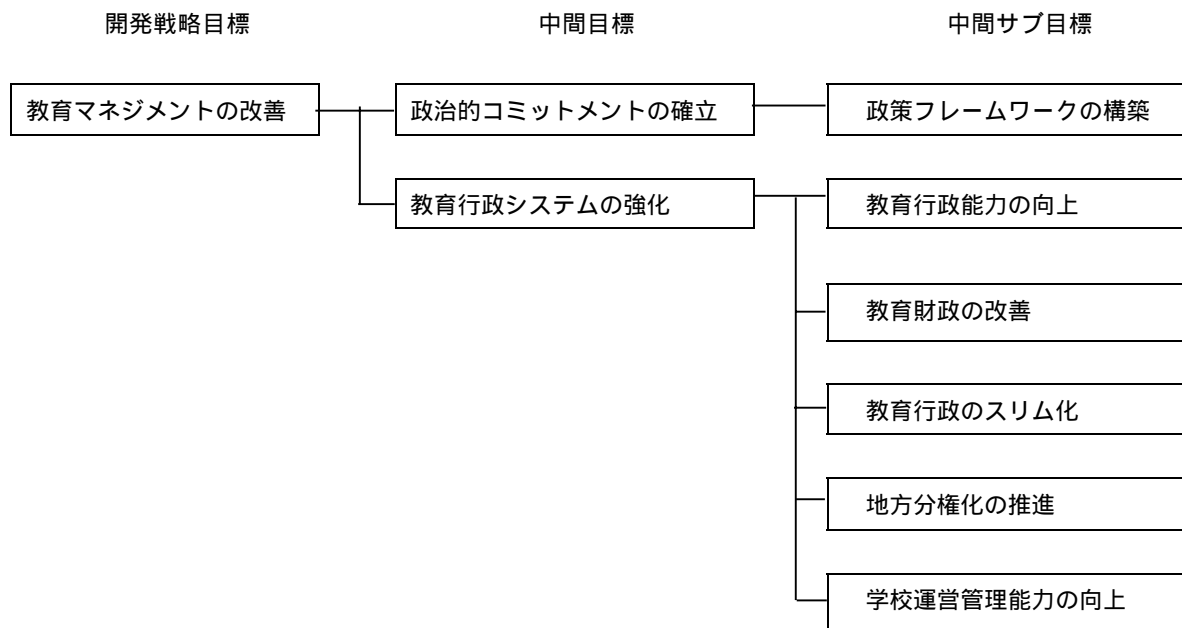 開発戦略目標 中間目標 中間サブ目標
教育マネジメントの改善 政治的コミットメントの確立 政策フレームワークの構築
教育行政システムの強化 教育行政能力の向上
教育財政の改善
教育行政のスリム化
地方分権化の推進
学校運営管理能力の向上